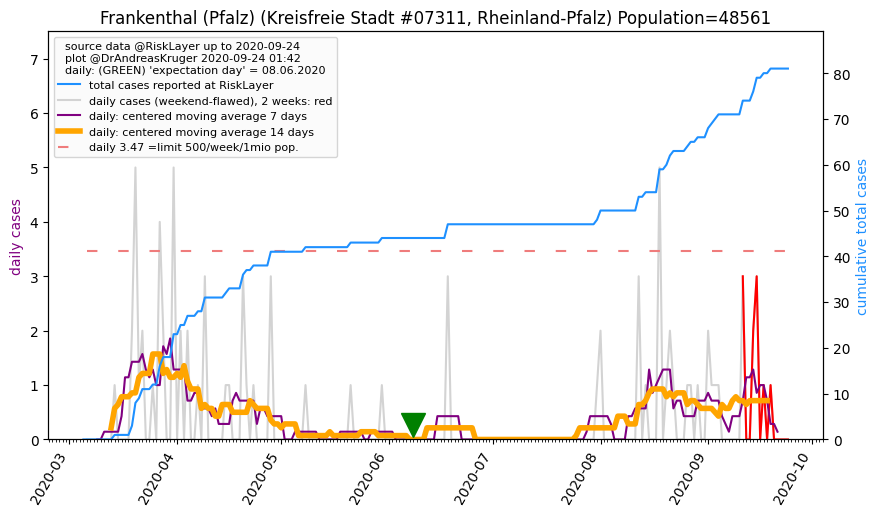 Frankenthal (Pfalz) (Kreisfreie Stadt #07311, Rheinland-Pfalz) Population=48561
source data @RiskLayer up to 2020-09-24
plot @DrAndreasKruger 2020-09-24 01:42
daily: (GREEN) 'expectation day' = 08.06.2020
total cases reported at RiskLayer
daily cases (weekend-flawed), 2 weeks: red
daily: centered moving average 7 days
daily: centered moving average 14 days
daily 3.47 =limit 500/week/1mio pop.
daily cases
7
6
5
4
3
2
1
0
cumulative total cases
80
70
60
50
40
30
20
10
0
2020-03
2020-04
2020-05
2020-06
2020-07
2020-08
2020-09
2020-10